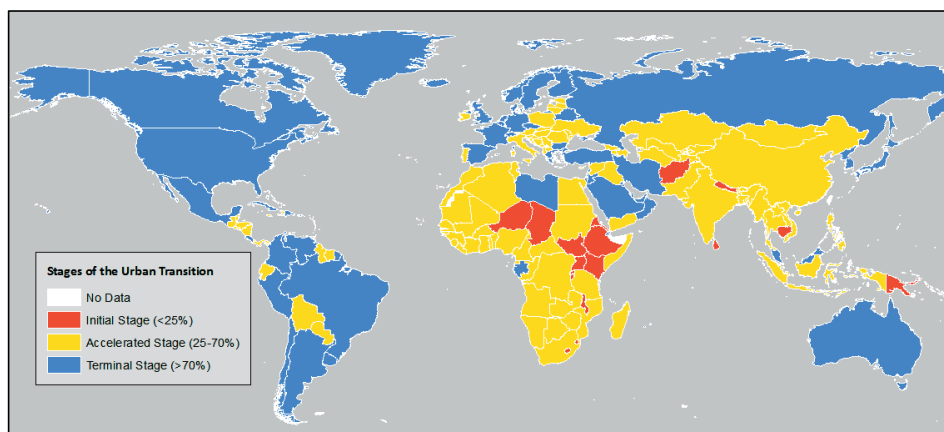 Stages of the Urban Transition
No Data
Initial Stage (<25%)
Accelerated Stage (25-70%)
Terminal Stage (>70%)